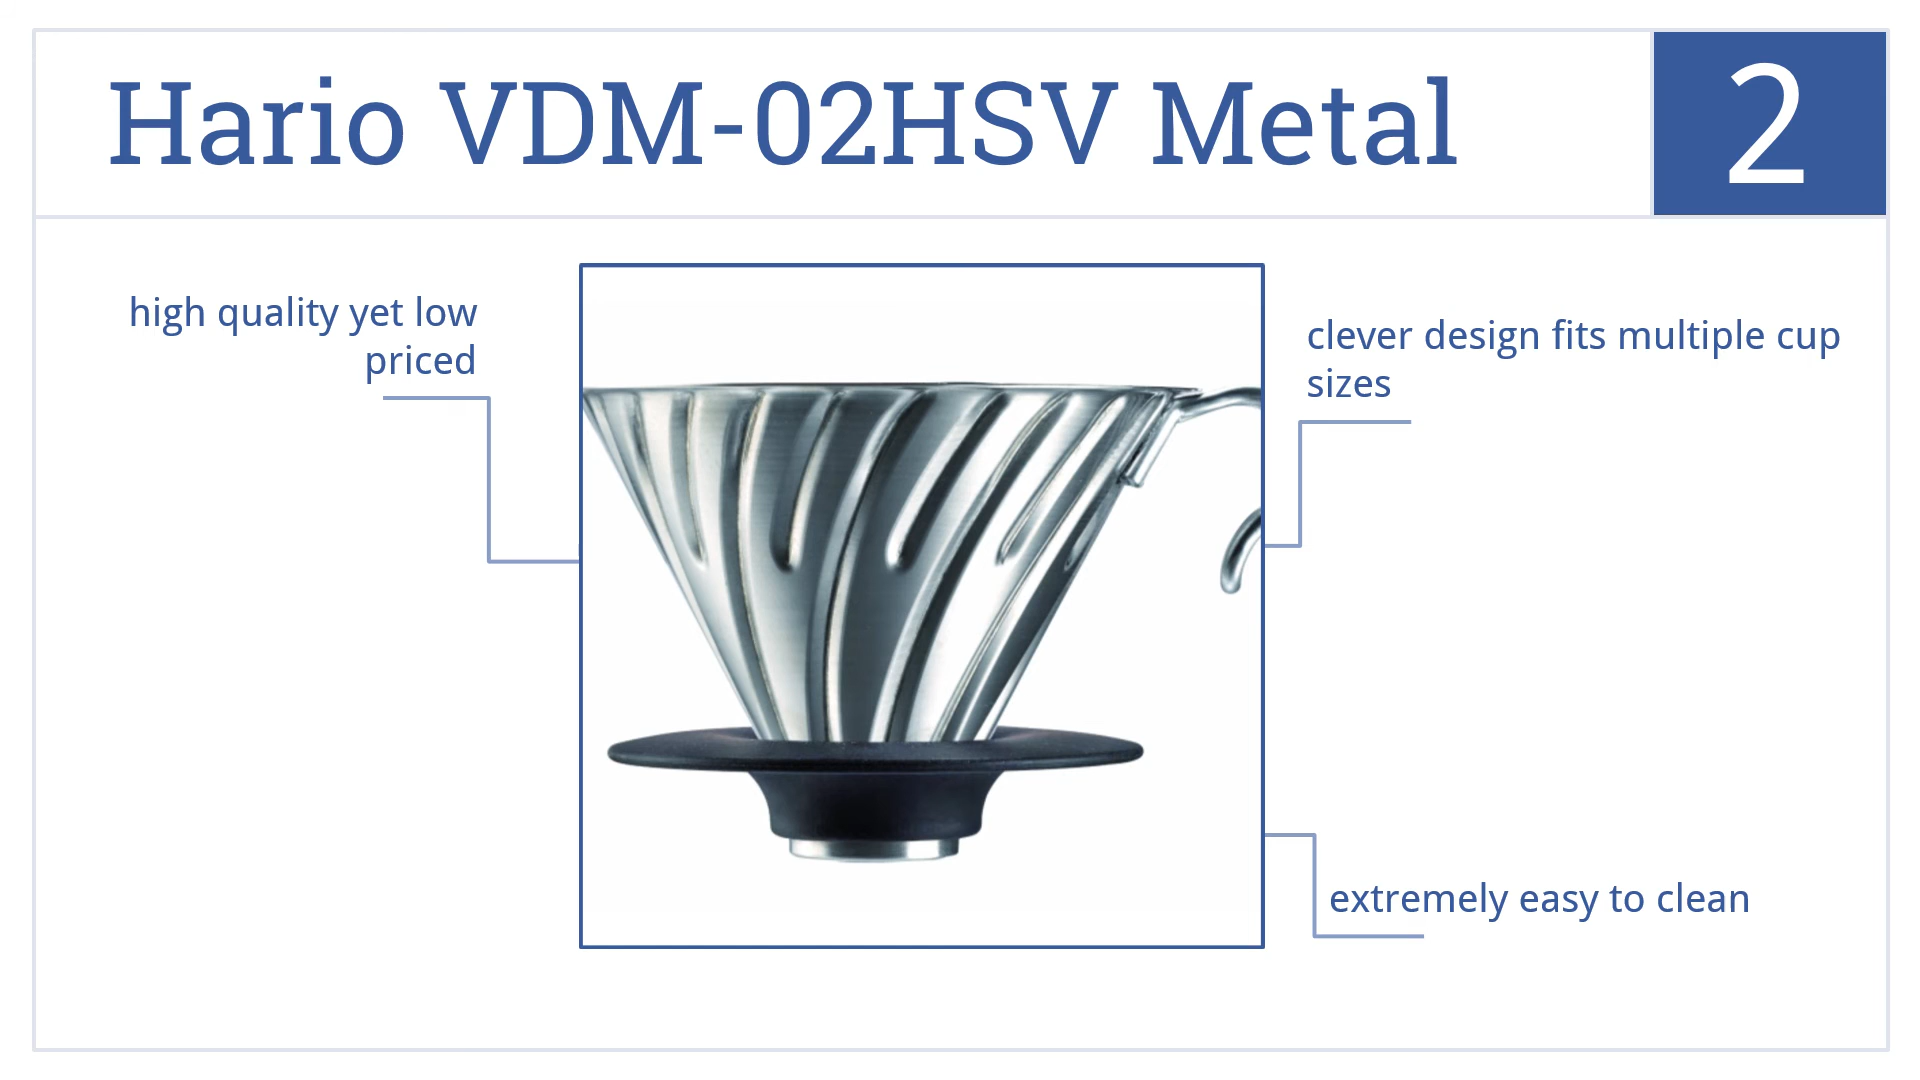 Hario VDM-02HSV Metal
2
high quality yet low
priced
clever design fits multiple cup
sizes
extremely easy to clean